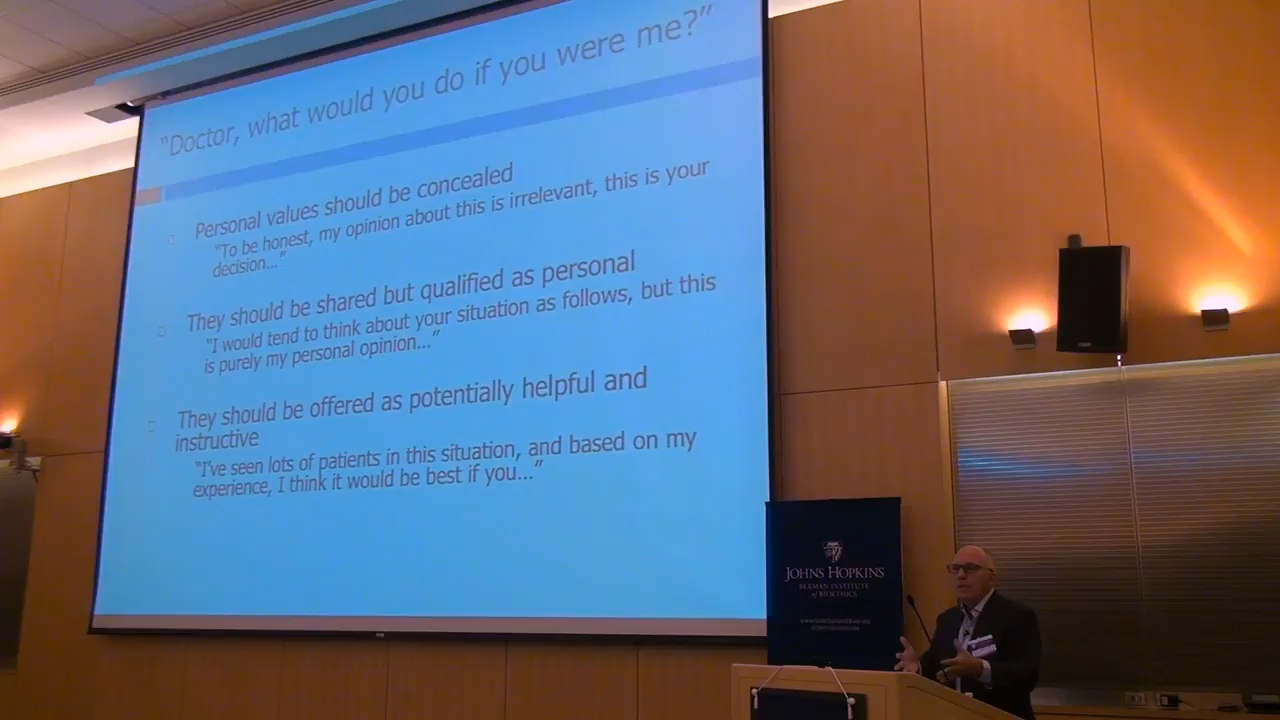 “Doctor, what would you do if you were me?”
Personal values should be concealed
“To be honest, my opinion about this is irrelevant, this is your
decision…”
They should be shared but qualified as personal
“I would tend to think about your situation as follows, but this
is purely my personal opinion…”
They should be offered as potentially helpful and
instructive
“I’ve seen lots of patients in this situation, and based on my
experience, I think it would be best if you…”
JOHNS HOPKINS
BERMAN INSTITUTE
of BIOETHICS